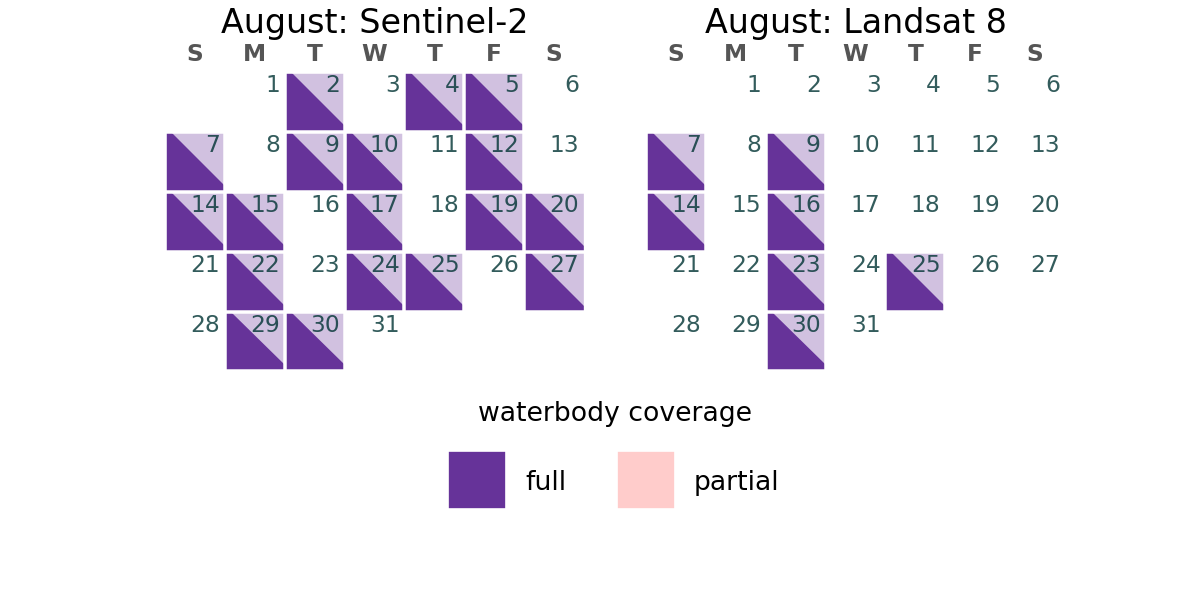 August: Sentinel-2
S M T W T F S
1 2 3 4 5 6
7 8 9 10 11 12 13
14 15 16 17 18 19 20
21 22 23 24 25 26 27
28 29 30 31
August: Landsat 8
S M T W T F S
1 2 3 4 5 6
7 8 9 10 11 12 13
14 15 16 17 18 19 20
21 22 23 24 25 26 27
28 29 30 31
waterbody coverage
full partial